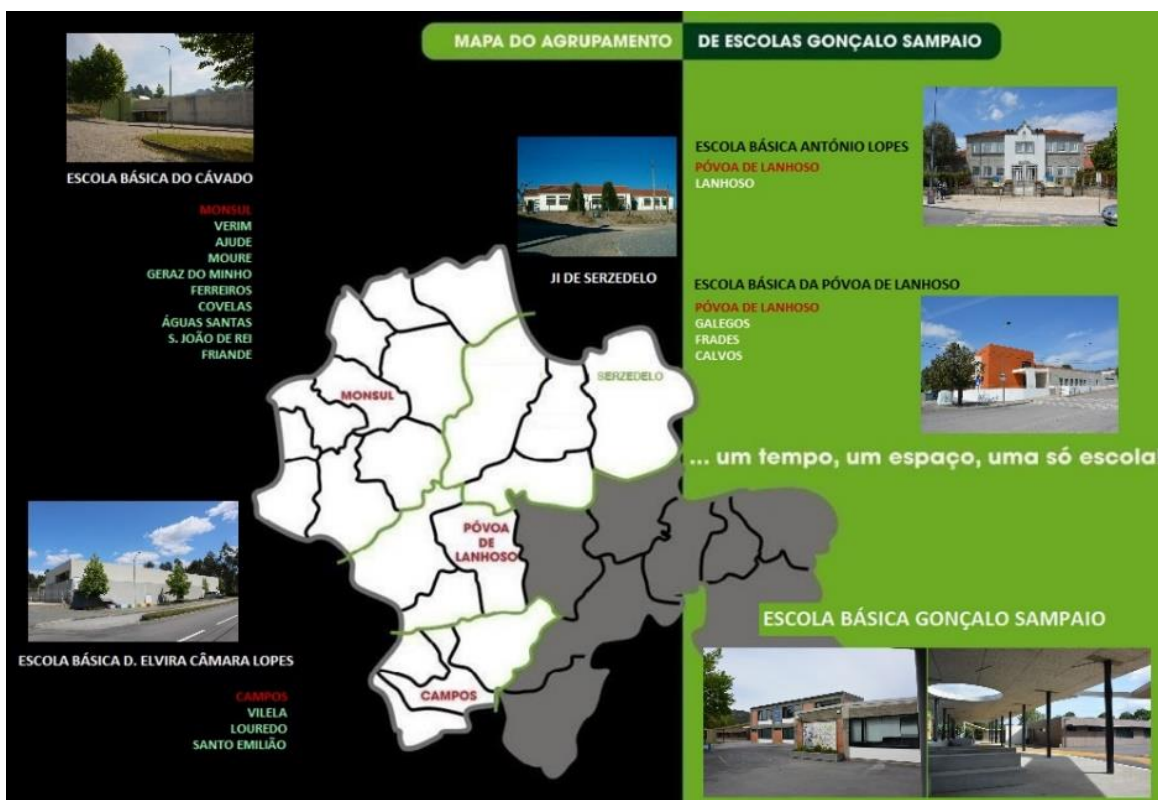 MAPA DO AGRUPAMENTO DE ESCOLAS GONÇALO SAMPAIO
ESCOLA BÁSICA DO CÁVADO
MONSUL
VERIM
AJUDE
MOURE
GERAZ DO MINHO
FERREIROS
COVELAS
ÁGUAS SANTAS
S. JOÃO DE REI
FRIANDE
JI DE SERZEDELO
ESCOLA BÁSICA ANTÓNIO LOPES
PÓVOA DE LANHOSO
LANHOSO
ESCOLA BÁSICA DA PÓVOA DE LANHOSO
PÓVOA DE LANHOSO
GALEGOS
FRADES
CALVOS
SERZEDELO
MONSUL
... um tempo, um espaço, uma só escola
PÓVOA
DE
LANHOSO
CAMPOS
ESCOLA BÁSICA D. ELVIRA CÂMARA LOPES
CAMPOS
VILELA
LOUREDO
SANTO EMILIÃO
ESCOLA BÁSICA GONÇALO SAMPAIO